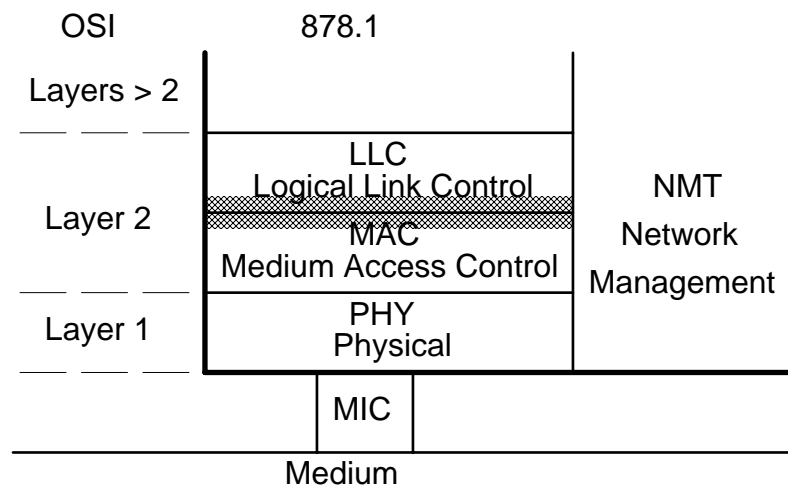 OSI
878.1
Layers > 2
LLC
Logical Link Control
Layer 2
MAC
Medium Access Control
NMT
Network
Management
Layer 1
PHY
Physical
MIC
Medium